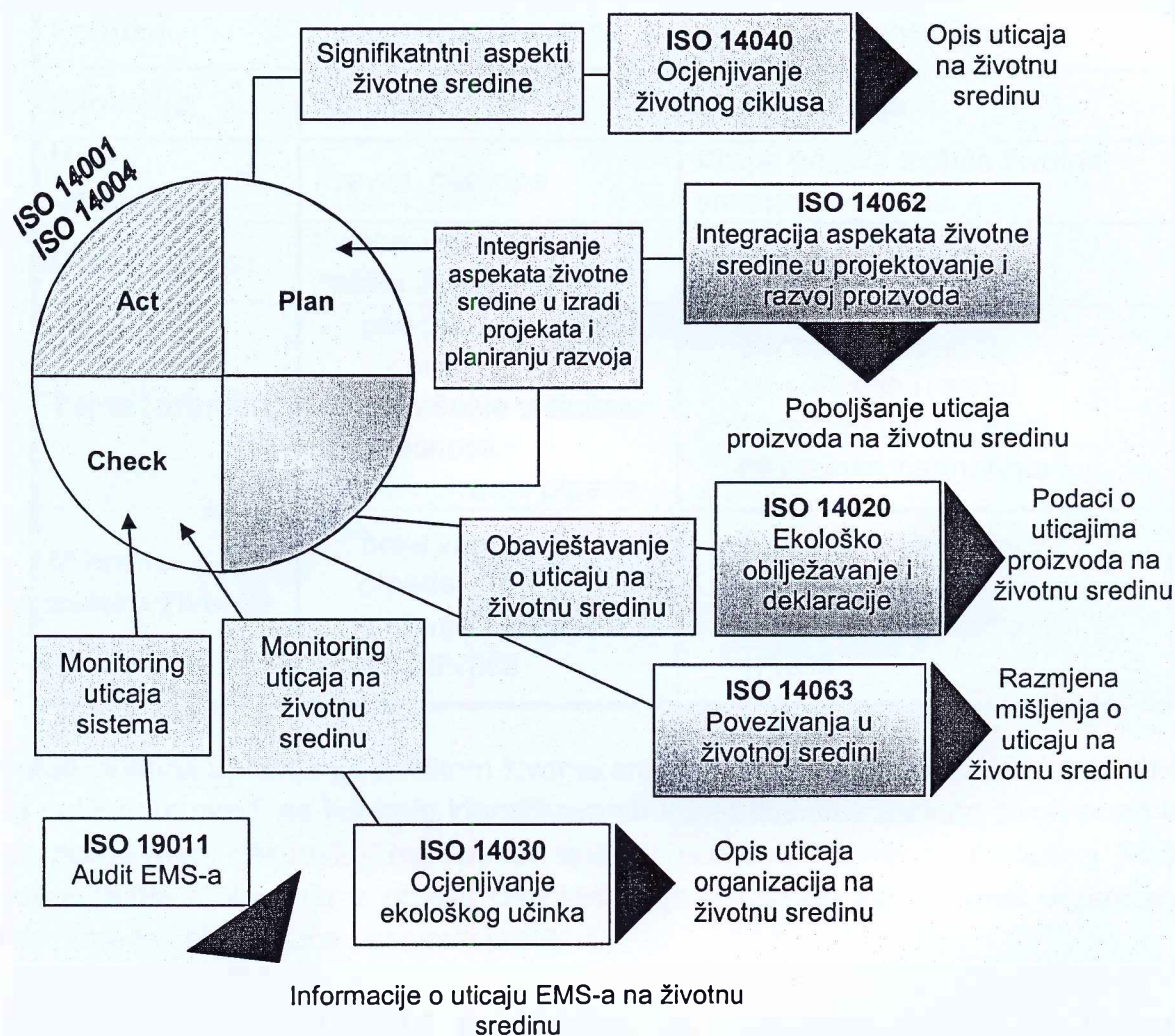 Signifikatntni aspekti
životne sredine
ISO 14040
Ocjenjivanje
životnog ciklusa
Opis uticaja
na životnu
sredinu
ISO 14001
ISO 14004
Act
Plan
Check
Integrisanje
aspekata životne
sredine u izradi
projekata i
planiranju razvoja
ISO 14062
Integracija aspekata životne
sredine u projektovanje i
razvoj proizvoda
Poboljšanje uticaja
proizvoda na životnu sredinu
Obavještavanje
o uticaju na
životnu sredinu
ISO 14020
Ekološko
obilježavanje i
deklaracije
Podaci o
uticajima
proizvoda na
životnu sredinu
Monitoring
uticaja
sistema
Monitoring
uticaja na
životnu
sredinu
ISO 14063
Povezivanja u
životnoj sredini
Razmjena
mišljenja o
uticaju na
životnu sredinu
ISO 19011
Audit EMS-a
ISO 14030
Ocjenjivanje
ekološkog učinka
Opis uticaja
organizacija na
životnu sredinu
Informacije o uticaju EMS-a na životnu
sredinu